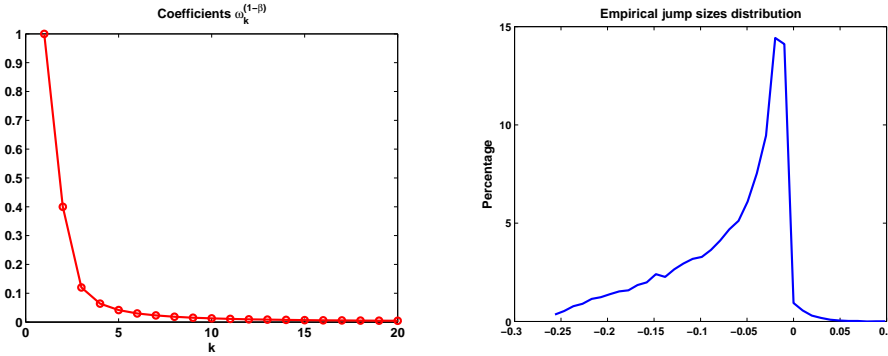 Coefficients ω_k^(1−β)
1
0.9
0.8
0.7
0.6
0.5
0.4
0.3
0.2
0.1
0
0 5 10 15 20
k
Empirical jump sizes distribution
Percentage
15
10
5
0
−0.3 −0.25 −0.2 −0.15 −0.1 −0.05 0 0.05 0.